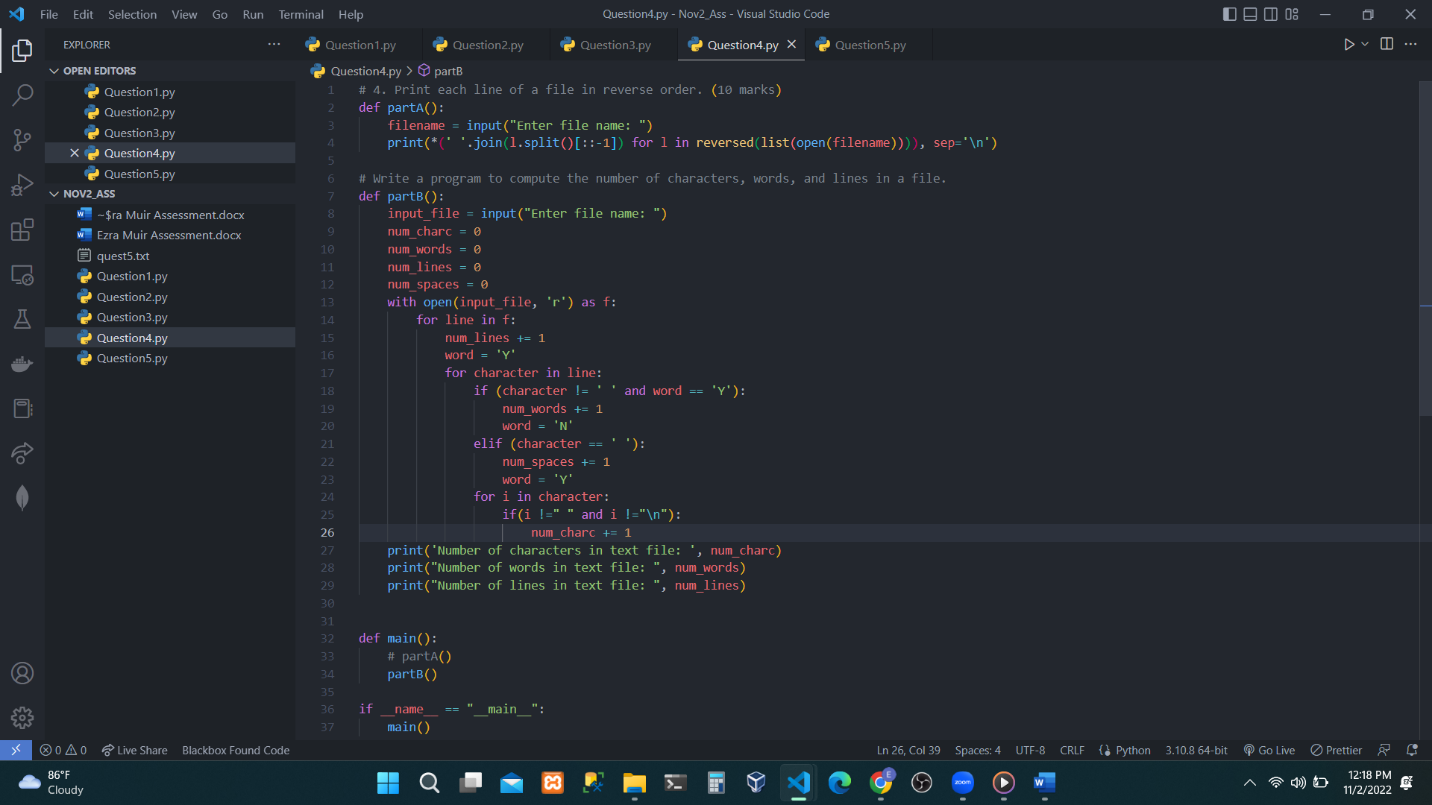 File Edit Selection View Go Run Terminal Help
Question4.py - Nov2_Ass - Visual Studio Code
EXPLORER
Question1.py
Question2.py
Question3.py
Question4.py
Question5.py
OPEN EDITORS
Question1.py
Question2.py
Question3.py
Question4.py
Question5.py
NOV2_ASS
~$ra Muir Assessment.docx
Ezra Muir Assessment.docx
quest5.txt
Question1.py
Question2.py
Question3.py
Question4.py
Question5.py
Question4.py > partB
1 # 4. Print each line of a file in reverse order. (10 marks)
2 def partA():
3     filename = input("Enter file name: ")
4     print(*(' '.join(l.split()[::-1]) for l in reversed(list(open(filename)))), sep='\n')
5
6 # Write a program to compute the number of characters, words, and lines in a file.
7 def partB():
8     input_file = input("Enter file name: ")
9     num_charc = 0
10     num_words = 0
11     num_lines = 0
12     num_spaces = 0
13     with open(input_file, 'r') as f:
14         for line in f:
15             num_lines += 1
16             word = 'Y'
17             for character in line:
18                 if (character != ' ' and word == 'Y'):
19                     num_words += 1
20                     word = 'N'
21                 elif (character == ' '):
22                     num_spaces += 1
23                     word = 'Y'
24                 for i in character:
25                     if(i !=" " and i !="\n"):
26                         num_charc += 1
27     print('Number of characters in text file: ', num_charc)
28     print("Number of words in text file: ", num_words)
29     print("Number of lines in text file: ", num_lines)
30
31
32 def main():
33     # partA()
34     partB()
35
36 if __name__ == "__main__":
37     main()
0 0 Live Share Blackbox Found Code
Ln 26, Col 39 Spaces: 4 UTF-8 CRLF Python 3.10.8 64-bit Go Live Prettier
86°F
Cloudy
zoom
E
12:18 PM
11/2/2022